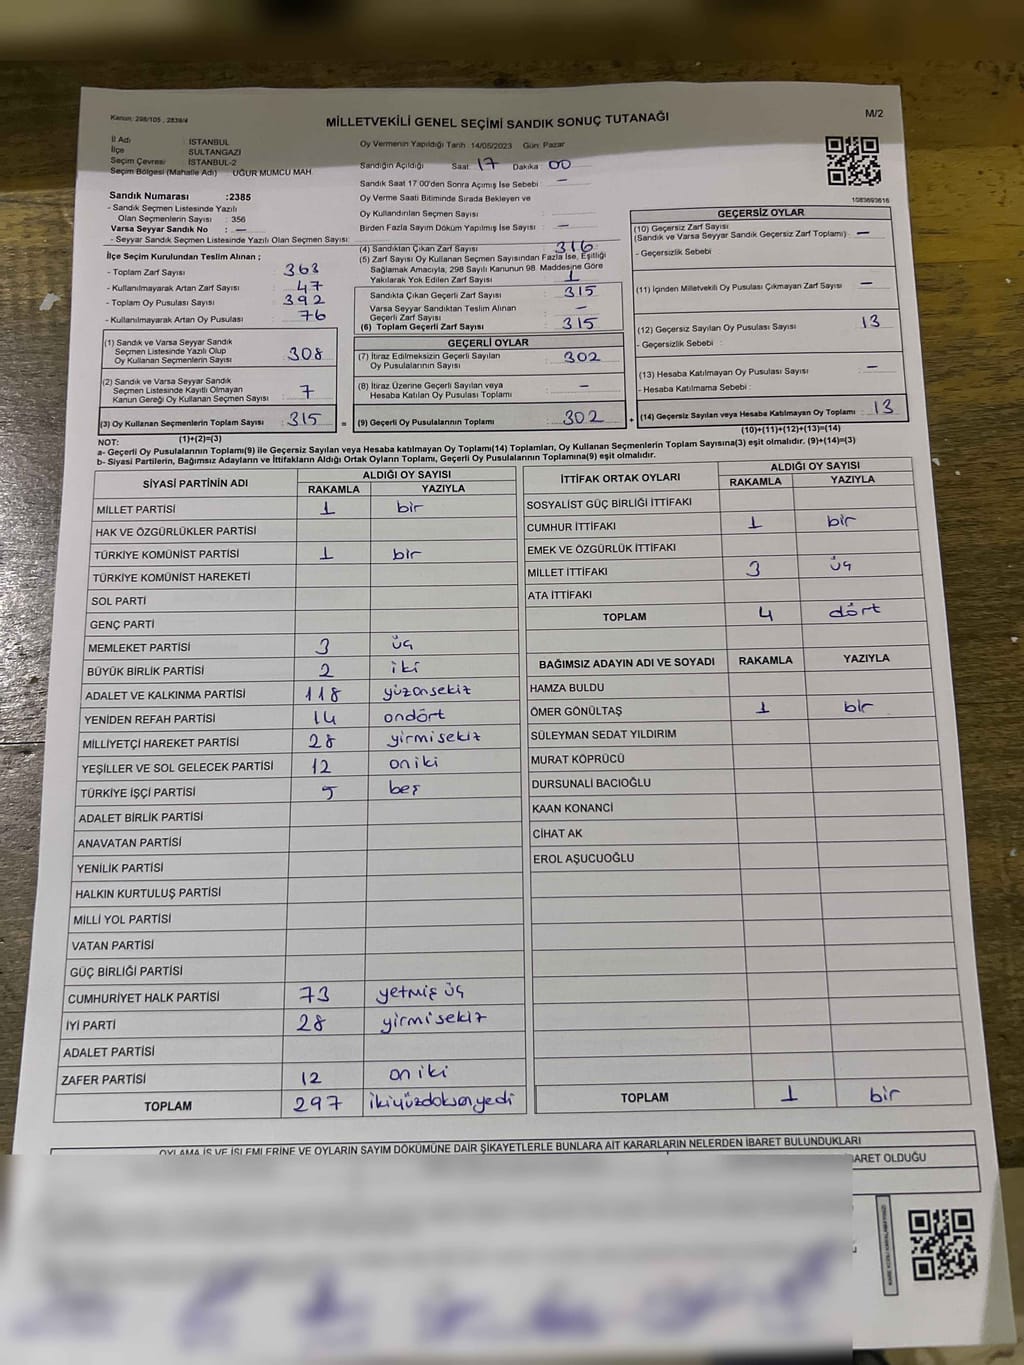 Kanun: 298/105 , 2839/4
MİLLETVEKİLİ GENEL SEÇİMİ SANDIK SONUÇ TUTANAĞI
M/2
İl Adı : İSTANBUL
İlçe : SULTANGAZİ
Seçim Çevresi : İSTANBUL-2
Seçim Bölgesi (Mahalle Adı) UĞUR MUMCU MAH.
Oy Vermenin Yapıldığı Tarih 14/05/2023 Gün: Pazar
Sandığın Açıldığı Saat: 17 Dakika: 00
Sandık Saat 17:00'den Sonra Açılmış İse Sebebi : —
Oy Verme Saati Bitiminde Sırada Bekleyen ve
Oy Kullandırılan Seçmen Sayısı :
Birden Fazla Sayım Döküm Yapılmış İse Sayısı : —
1083693616
Sandık Numarası :2385
- Sandık Seçmen Listesinde Yazılı
Olan Seçmenlerin Sayısı : 356
Varsa Seyyar Sandık No : —
- Seyyar Sandık Seçmen Listesinde Yazılı Olan Seçmen Sayısı:
İlçe Seçim Kurulundan Teslim Alınan ;
- Toplam Zarf Sayısı : 363
- Kullanılmayarak Artan Zarf Sayısı : 47
- Toplam Oy Pusulası Sayısı : 392
- Kullanılmayarak Artan Oy Pusulası : 76
(1) Sandık ve Varsa Seyyar Sandık
Seçmen Listesinde Yazılı Olup
Oy Kullanan Seçmenlerin Sayısı : 308
(2) Sandık ve Varsa Seyyar Sandık
Seçmen Listesinde Kayıtlı Olmayan
Kanun Gereği Oy Kullanan Seçmen Sayısı : 7
(3) Oy Kullanan Seçmenlerin Toplam Sayısı : 315
(1)+(2)=(3)
(4) Sandıktan Çıkan Zarf Sayısı : 316
(5) Zarf Sayısı Oy Kullanan Seçmen Sayısından Fazla İse, Eşitliği
Sağlamak Amacıyla, 298 Sayılı Kanunun 98. Maddesine Göre
Yakılarak Yok Edilen Zarf Sayısı : 1
Sandıkta Çıkan Geçerli Zarf Sayısı : 315
Varsa Seyyar Sandıktan Teslim Alınan
Geçerli Zarf Sayısı : —
(6) Toplam Geçerli Zarf Sayısı : 315
GEÇERLİ OYLAR
(7) İtiraz Edilmeksizin Geçerli Sayılan
Oy Pusulalarının Sayısı : 302
(8) İtiraz Üzerine Geçerli Sayılan veya
Hesaba Katılan Oy Pusulası Toplamı : —
= (9) Geçerli Oy Pusulalarının Toplamı : 302 +
GEÇERSİZ OYLAR
(10) Geçersiz Zarf Sayısı
(Sandık ve Varsa Seyyar Sandık Geçersiz Zarf Toplamı) : —
- Geçersizlik Sebebi
(11) İçinden Milletvekili Oy Pusulası Çıkmayan Zarf Sayısı : —
(12) Geçersiz Sayılan Oy Pusulası Sayısı : 13
- Geçersizlik Sebebi :
(13) Hesaba Katılmayan Oy Pusulası Sayısı : —
- Hesaba Katılmama Sebebi :
(14) Geçersiz Sayılan veya Hesaba Katılmayan Oy Toplamı : 13
(10)+(11)+(12)+(13)=(14)
NOT:
a- Geçerli Oy Pusulalarının Toplamı(9) ile Geçersiz Sayılan veya Hesaba katılmayan Oy Toplamı(14) Toplamları, Oy Kullanan Seçmenlerin Toplam Sayısına(3) eşit olmalıdır. (9)+(14)=(3)
b- Siyasi Partilerin, Bağımsız Adayların ve İttifakların Aldığı Ortak Oyların Toplamı, Geçerli Oy Pusulalarının Toplamına(9) eşit olmalıdır.
SİYASİ PARTİNİN ADI ALDIĞI OY SAYISI
RAKAMLA YAZIYLA
MİLLET PARTİSİ 1 bir
HAK VE ÖZGÜRLÜKLER PARTİSİ
TÜRKİYE KOMÜNİST PARTİSİ 1 bir
TÜRKİYE KOMÜNİST HAREKETİ
SOL PARTİ
GENÇ PARTİ
MEMLEKET PARTİSİ 3 üç
BÜYÜK BİRLİK PARTİSİ 2 iki
ADALET VE KALKINMA PARTİSİ 118 yüzonsekiz
YENİDEN REFAH PARTİSİ 14 ondört
MİLLİYETÇİ HAREKET PARTİSİ 28 yirmisekiz
YEŞİLLER VE SOL GELECEK PARTİSİ 12 oniki
TÜRKİYE İŞÇİ PARTİSİ 5 beş
ADALET BİRLİK PARTİSİ
ANAVATAN PARTİSİ
YENİLİK PARTİSİ
HALKIN KURTULUŞ PARTİSİ
MİLLİ YOL PARTİSİ
VATAN PARTİSİ
GÜÇ BİRLİĞİ PARTİSİ
CUMHURİYET HALK PARTİSİ 73 yetmiş üç
İYİ PARTİ 28 yirmisekiz
ADALET PARTİSİ
ZAFER PARTİSİ 12 oniki
TOPLAM 297 ikiyüzdoksanyedi
İTTİFAK ORTAK OYLARI ALDIĞI OY SAYISI
RAKAMLA YAZIYLA
SOSYALİST GÜÇ BİRLİĞİ İTTİFAKI
CUMHUR İTTİFAKI 1 bir
EMEK VE ÖZGÜRLÜK İTTİFAKI
MİLLET İTTİFAKI 3 üç
ATA İTTİFAKI
TOPLAM 4 dört
BAĞIMSIZ ADAYIN ADI VE SOYADI RAKAMLA YAZIYLA
HAMZA BULDU
ÖMER GÖNÜLTAŞ 1 bir
SÜLEYMAN SEDAT YILDIRIM
MURAT KÖPRÜCÜ
DURSUNALİ BACIOĞLU
KAAN KONANCİ
CİHAT AK
EROL AŞUCUOĞLU
TOPLAM 1 bir
OYLAMA İŞ VE İŞLEMLERİNE VE OYLARIN SAYIM DÖKÜMÜNE DAİR ŞİKAYETLERLE BUNLARA AİT KARARLARIN NELERDEN İBARET BULUNDUKLARI
BARET OLDUĞU